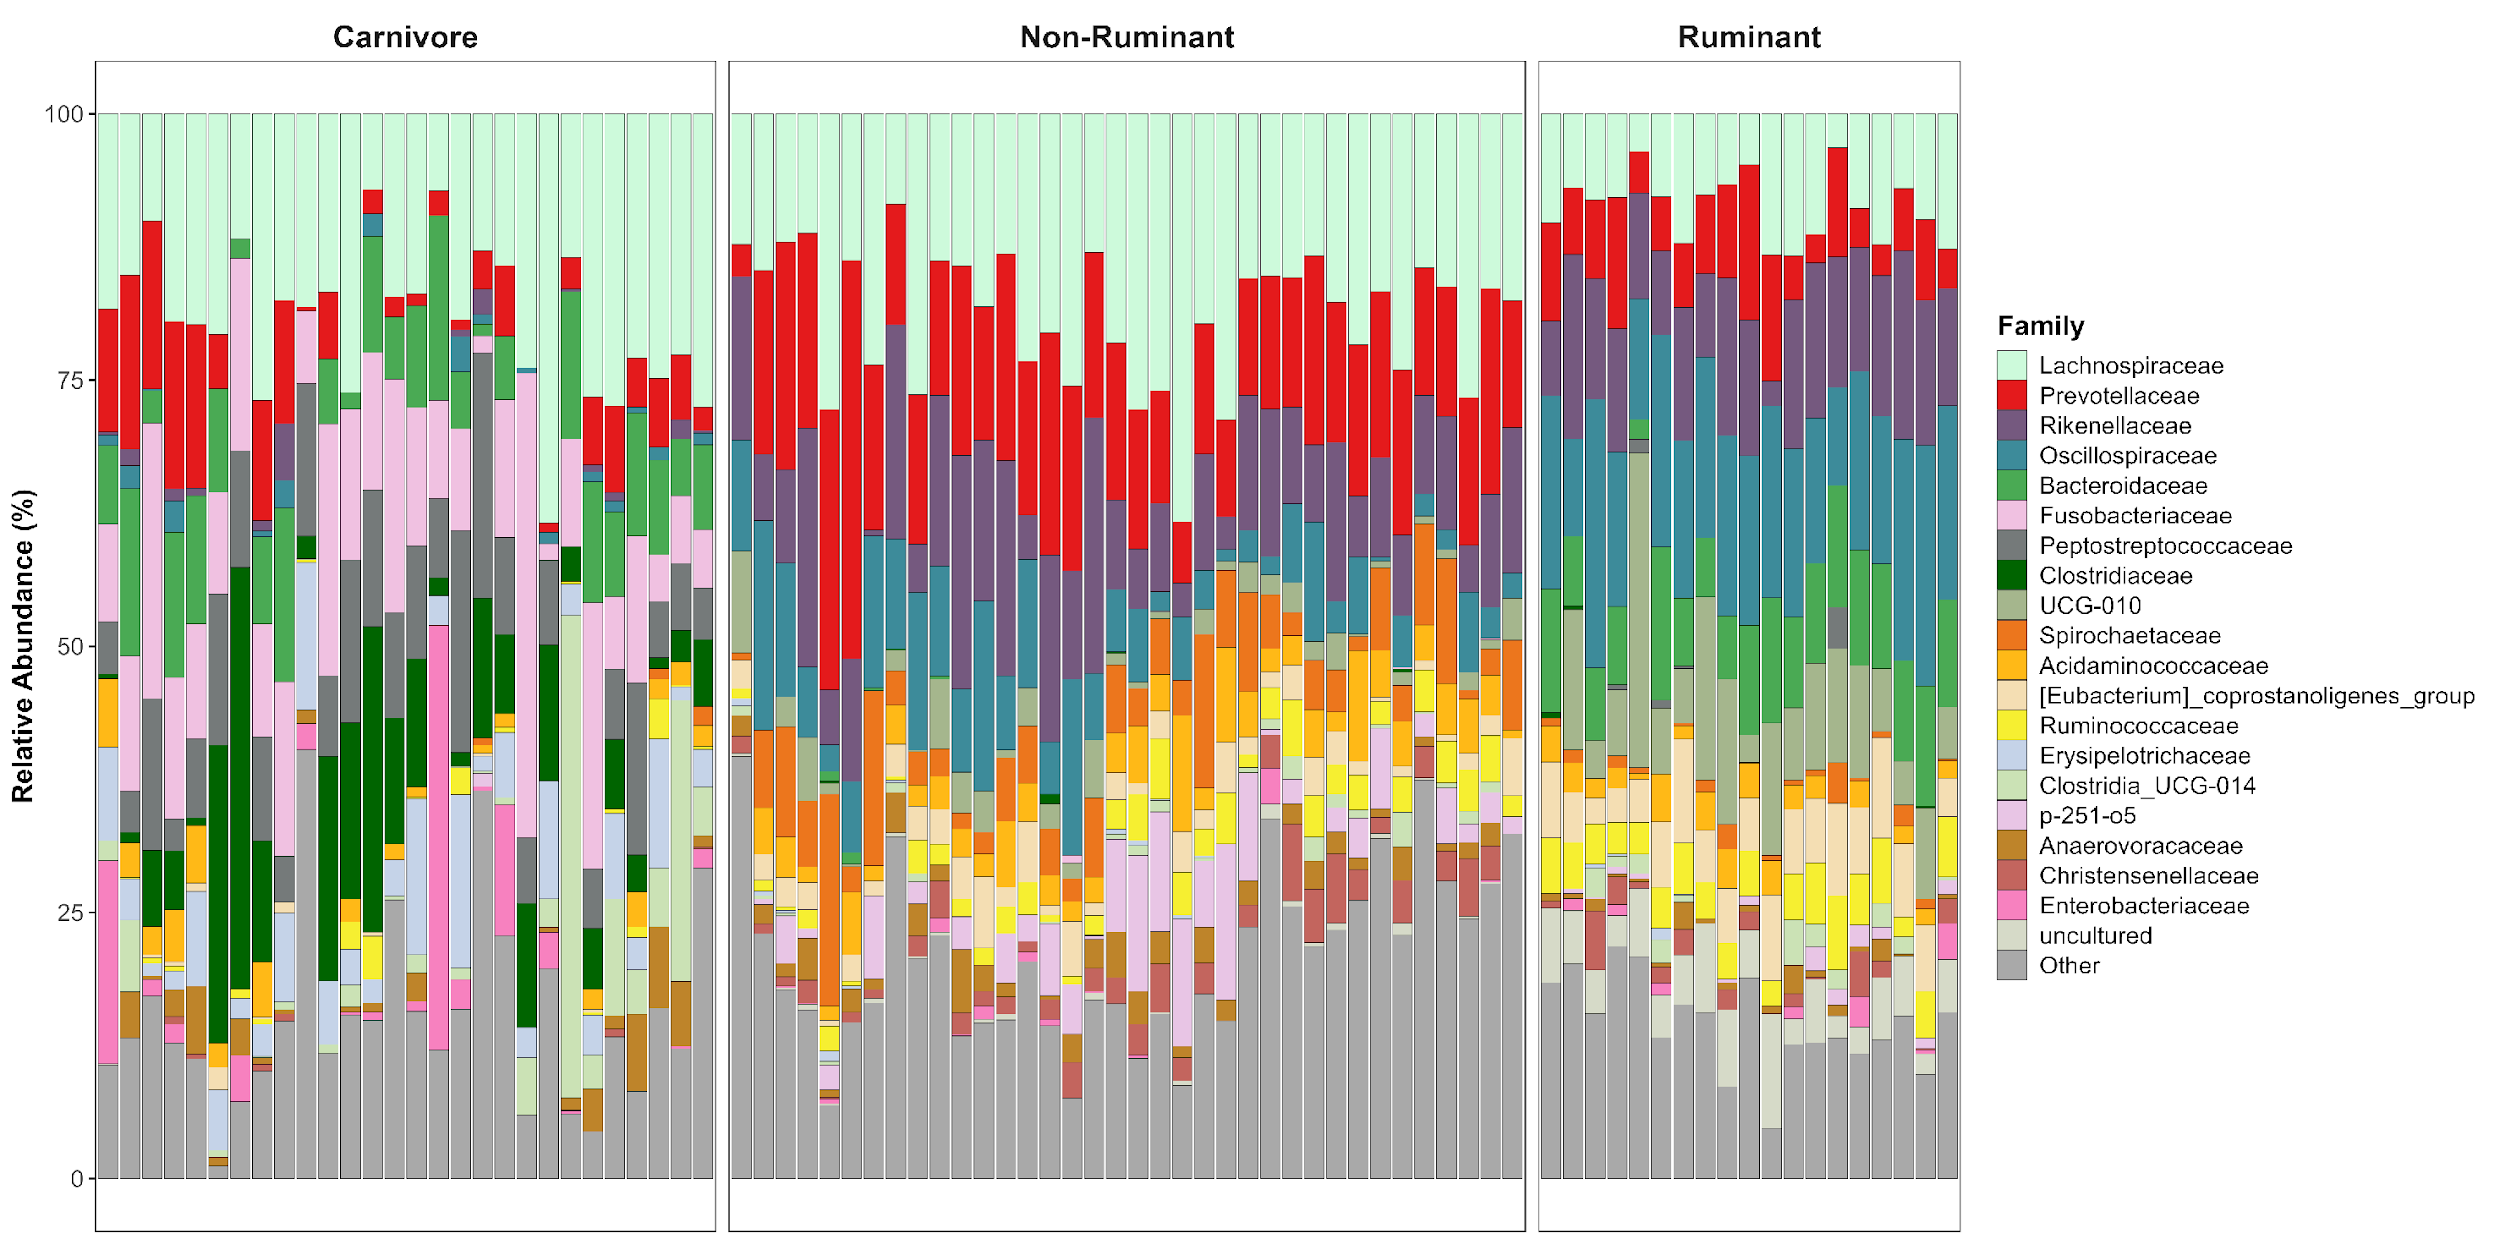 Carnivore
Non-Ruminant
Ruminant
100
75
50
25
0
Relative Abundance (%)
Family
Lachnospiraceae
Prevotellaceae
Rikenellaceae
Oscillospiraceae
Bacteroidaceae
Fusobacteriaceae
Peptostreptococcaceae
Clostridiaceae
UCG-010
Spirochaetaceae
Acidaminococcaceae
[Eubacterium]_coprostanoligenes_group
Ruminococcaceae
Erysipelotrichaceae
Clostridia_UCG-014
p-251-o5
Anaerovoracaceae
Christensenellaceae
Enterobacteriaceae
uncultured
Other